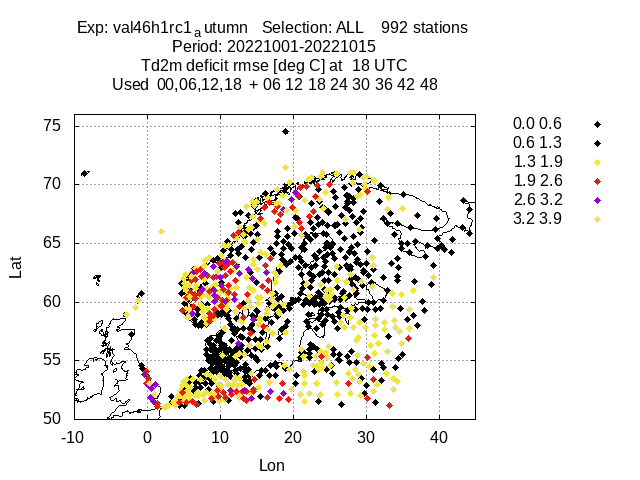 Exp: val46h1rc1a utumn Selection: ALL 992 stations
Period: 20221001-20221015
Td2m deficit rmse [deg C] at 18 UTC
Used 00,06,12,18 + 06 12 18 24 30 36 42 48
0.0 0.6
0.6 1.3
1.3 1.9
1.9 2.6
2.6 3.2
3.2 3.9
75
70
65
60
55
50
Lat
-10 0 10 20 30 40
Lon